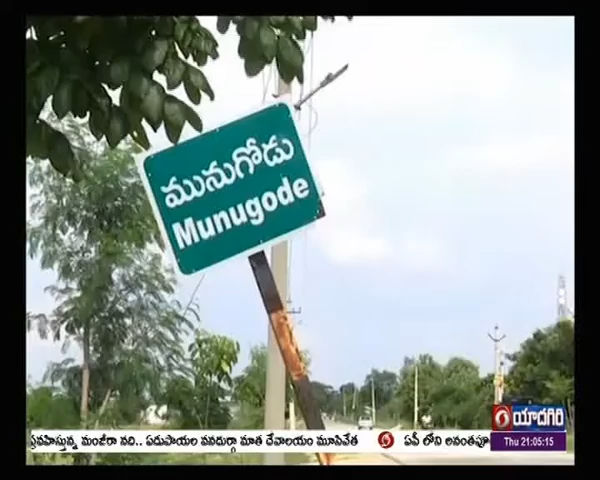 మునుగోడు
Munugode
యాదగిరి
ప్రవహిస్తున్న మంజీరా నది.. ఏడుపాయల వనదుర్గా మాత దేవాలయం మూసివేత ఏపీ లోని అనంతపూ
Thu 21:05:15